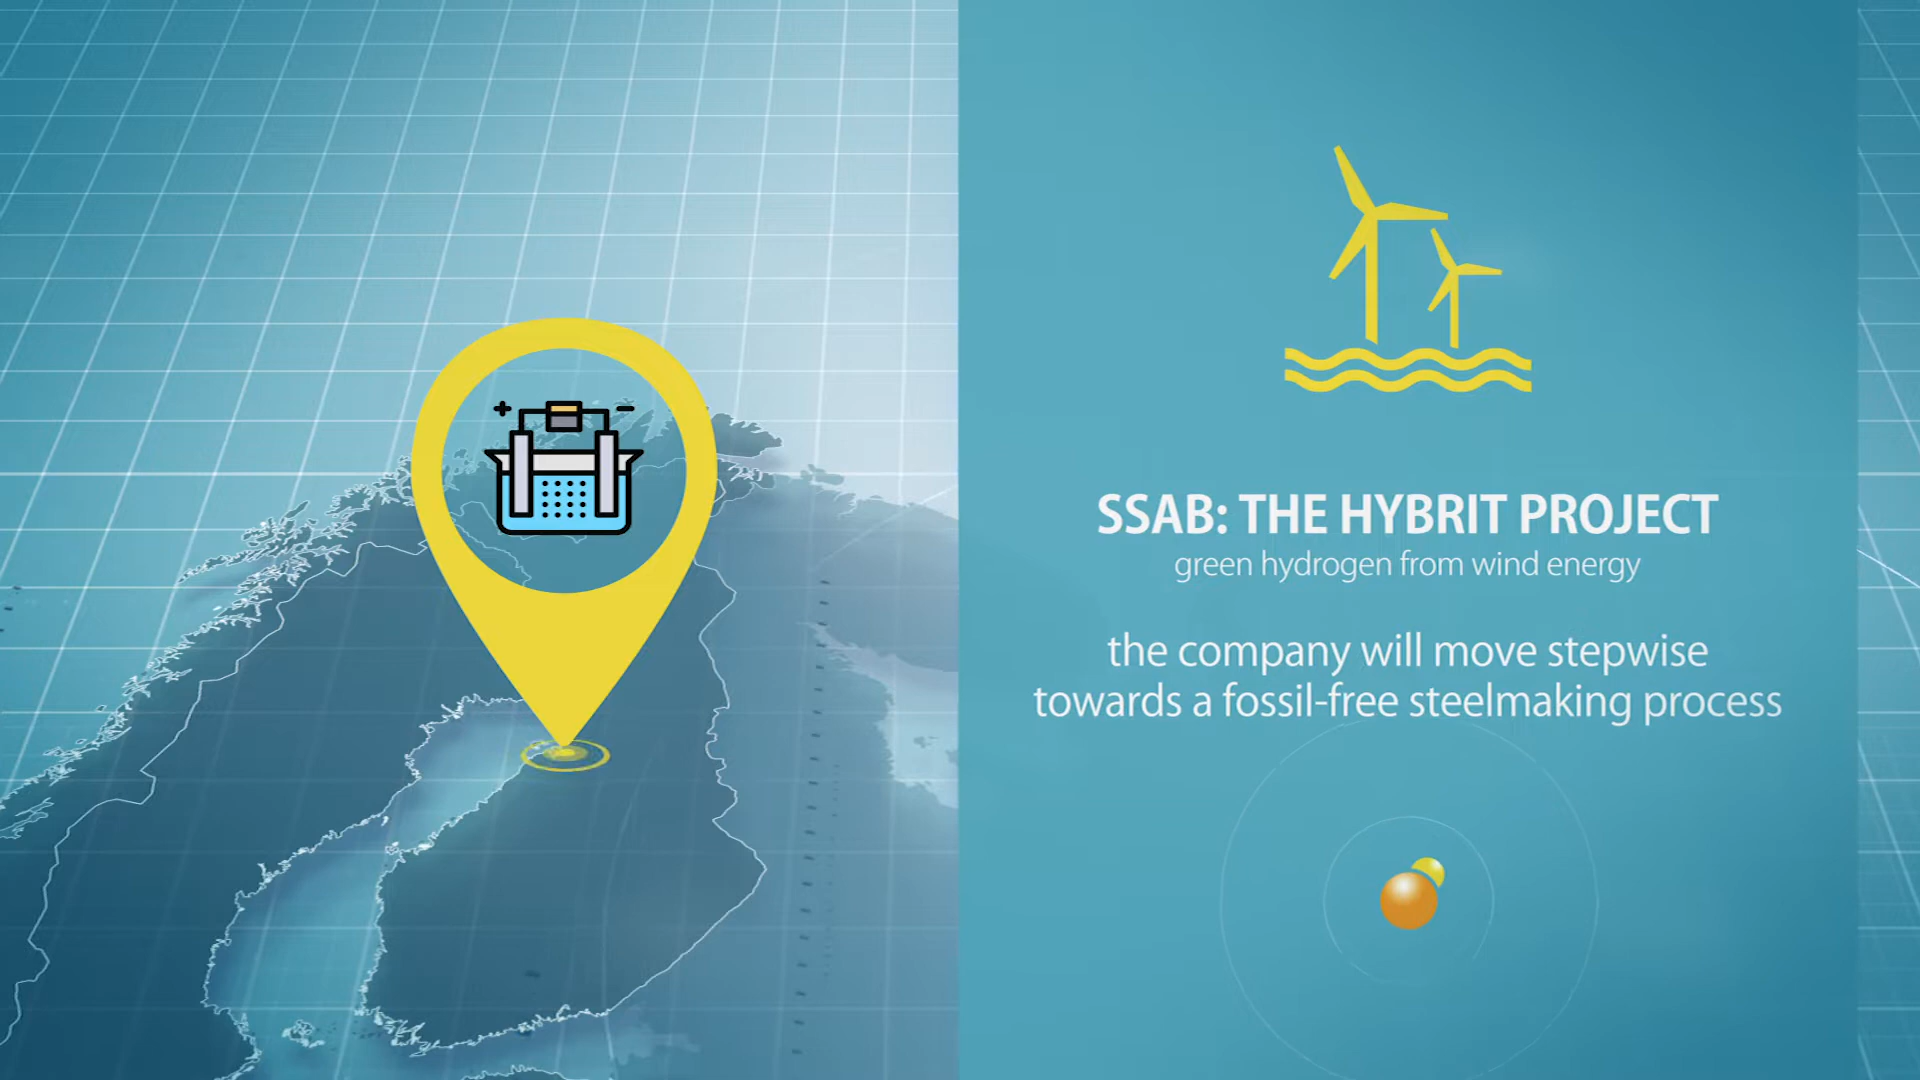 SSAB: THE HYBRIT PROJECT
green hydrogen from wind energy
the company will move stepwise
towards a fossil-free steelmaking process